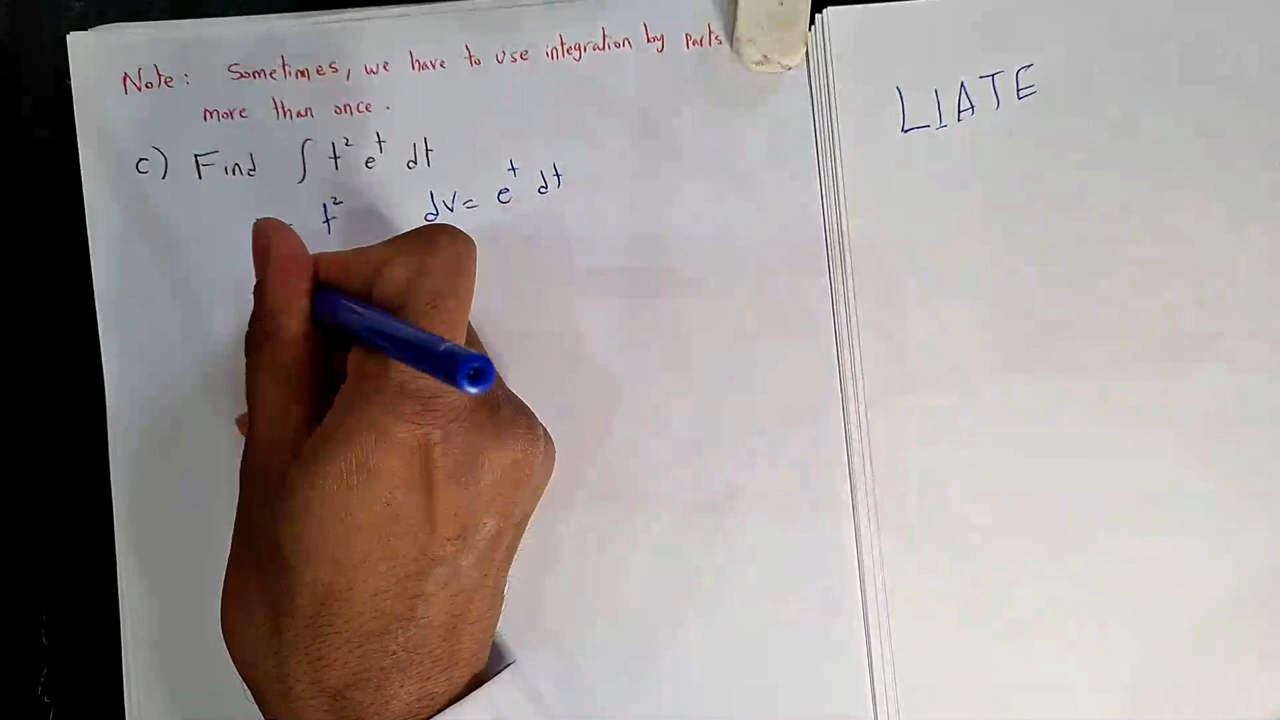 Note: Sometimes, we have to use integration by parts
more than once.
c) Find ∫ t² eᵗ dt
t² dv = eᵗ dt
LIATE